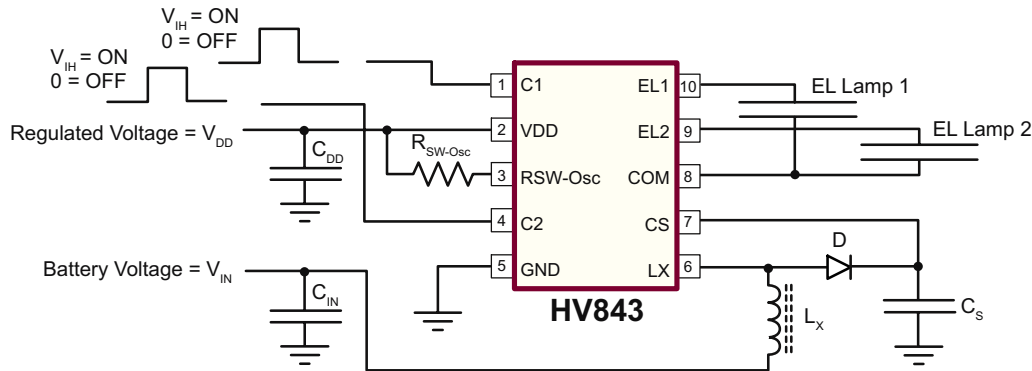 V_IH = ON
0 = OFF
V_IH = ON
0 = OFF
1 C1
EL1 10
EL Lamp 1
Regulated Voltage = V_DD
2 VDD
EL2 9
EL Lamp 2
C_DD
R_SW-Osc
3 RSW-Osc
COM 8
4 C2
CS 7
D
Battery Voltage = V_IN
5 GND
LX 6
C_IN
HV843
L_X
C_S